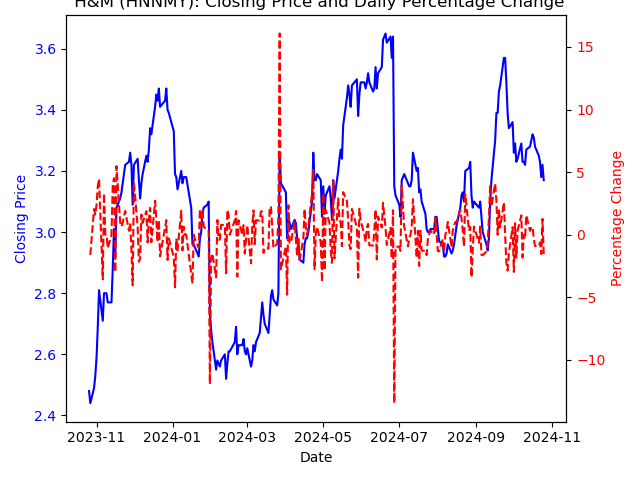 H&M (HNNMY): Closing Price and Daily Percentage Change
3.6
3.4
3.2
3.0
2.8
2.6
2.4
Closing Price
15
10
5
0
−5
−10
Percentage Change
2023-11 2024-01 2024-03 2024-05 2024-07 2024-09 2024-11
Date